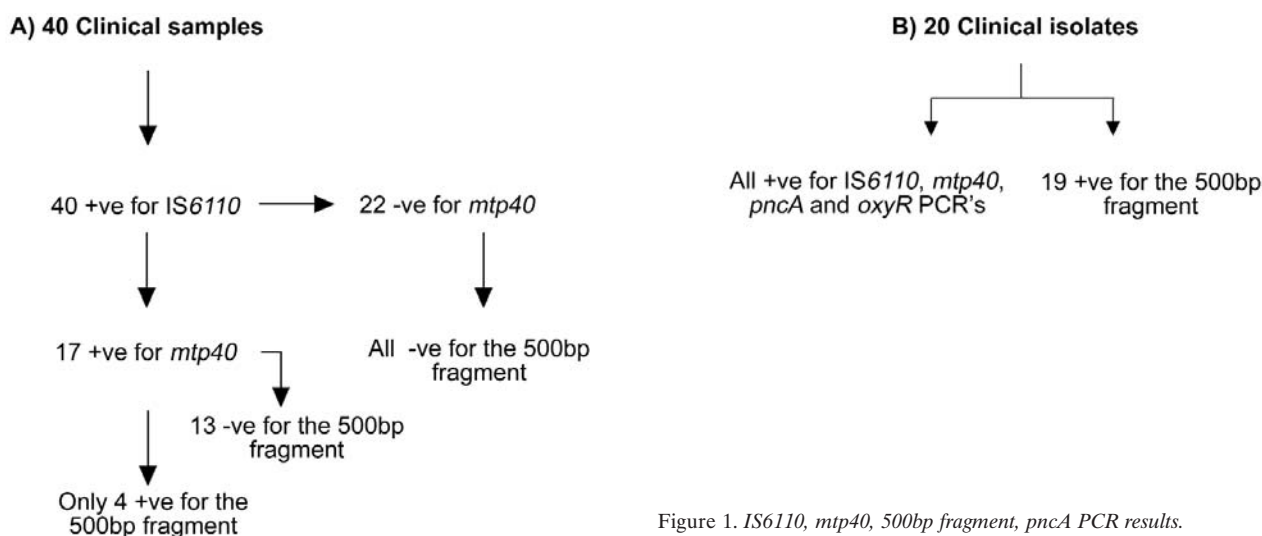 A) 40 Clinical samples
40 +ve for IS6110
22 -ve for mtp40
17 +ve for mtp40
All -ve for the 500bp
fragment
13 -ve for the 500bp
fragment
Only 4 +ve for the
500bp fragment
B) 20 Clinical isolates
All +ve for IS6110, mtp40,
pncA and oxyR PCR's
19 +ve for the 500bp
fragment
Figure 1. IS6110, mtp40, 500bp fragment, pncA PCR results.